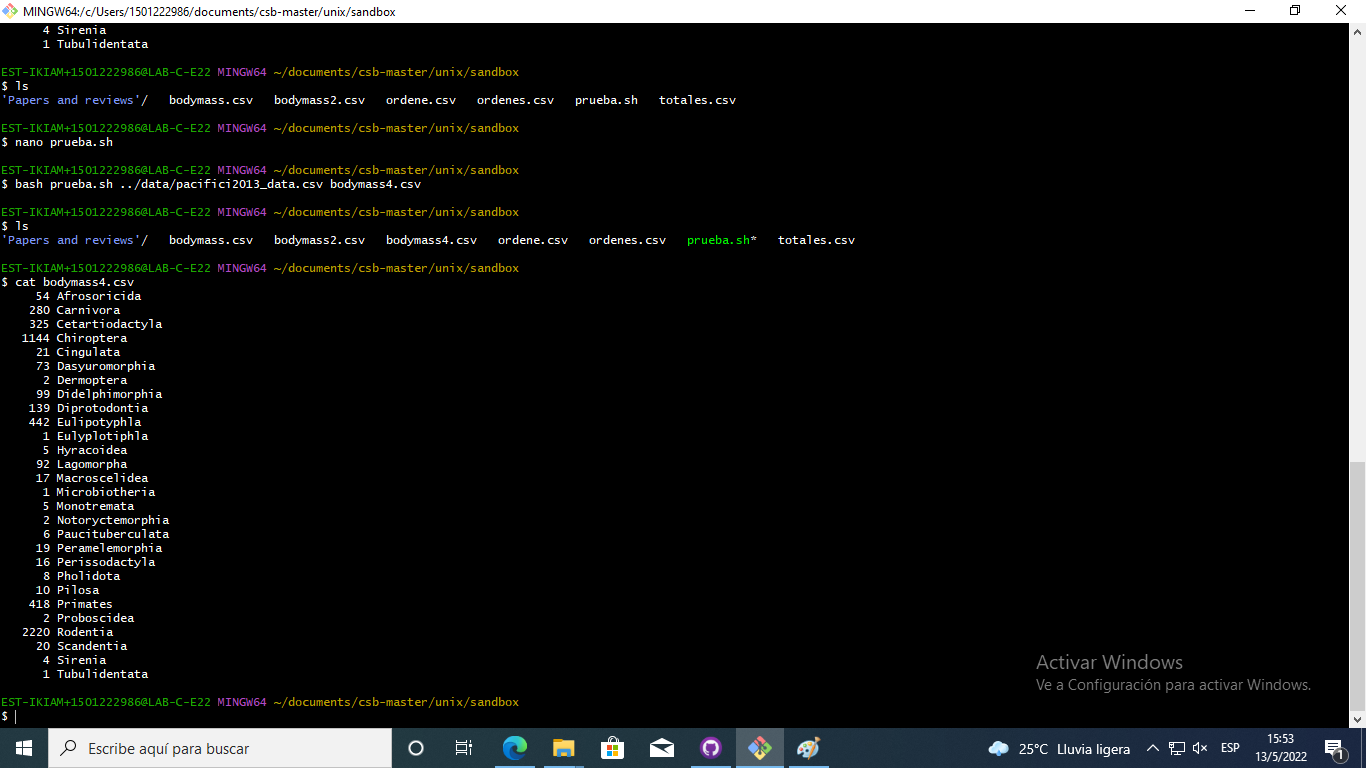 MINGW64:/c/Users/1501222986/documents/csb-master/unix/sandbox
4 Sirenia
1 Tubulidentata
EST-IKIAM+1501222986@LAB-C-E22 MINGW64 ~/documents/csb-master/unix/sandbox
$ ls
'Papers and reviews'/   bodymass.csv   bodymass2.csv   ordene.csv   ordenes.csv   prueba.sh   totales.csv
EST-IKIAM+1501222986@LAB-C-E22 MINGW64 ~/documents/csb-master/unix/sandbox
$ nano prueba.sh
EST-IKIAM+1501222986@LAB-C-E22 MINGW64 ~/documents/csb-master/unix/sandbox
$ bash prueba.sh ../data/pacifici2013_data.csv bodymass4.csv
EST-IKIAM+1501222986@LAB-C-E22 MINGW64 ~/documents/csb-master/unix/sandbox
$ ls
'Papers and reviews'/   bodymass.csv   bodymass2.csv   bodymass4.csv   ordene.csv   ordenes.csv   prueba.sh*   totales.csv
EST-IKIAM+1501222986@LAB-C-E22 MINGW64 ~/documents/csb-master/unix/sandbox
$ cat bodymass4.csv
54 Afrosoricida
280 Carnivora
325 Cetartiodactyla
1144 Chiroptera
21 Cingulata
73 Dasyuromorphia
2 Dermoptera
99 Didelphimorphia
139 Diprotodontia
442 Eulipotyphla
1 Eulyplotiphla
5 Hyracoidea
92 Lagomorpha
17 Macroscelidea
1 Microbiotheria
5 Monotremata
2 Notoryctemorphia
6 Paucituberculata
19 Peramelemorphia
16 Perissodactyla
8 Pholidota
10 Pilosa
418 Primates
2 Proboscidea
2220 Rodentia
20 Scandentia
4 Sirenia
1 Tubulidentata
EST-IKIAM+1501222986@LAB-C-E22 MINGW64 ~/documents/csb-master/unix/sandbox
$
Activar Windows
Ve a Configuración para activar Windows.
Escribe aquí para buscar
25°C Lluvia ligera
ESP
15:53
13/5/2022
1